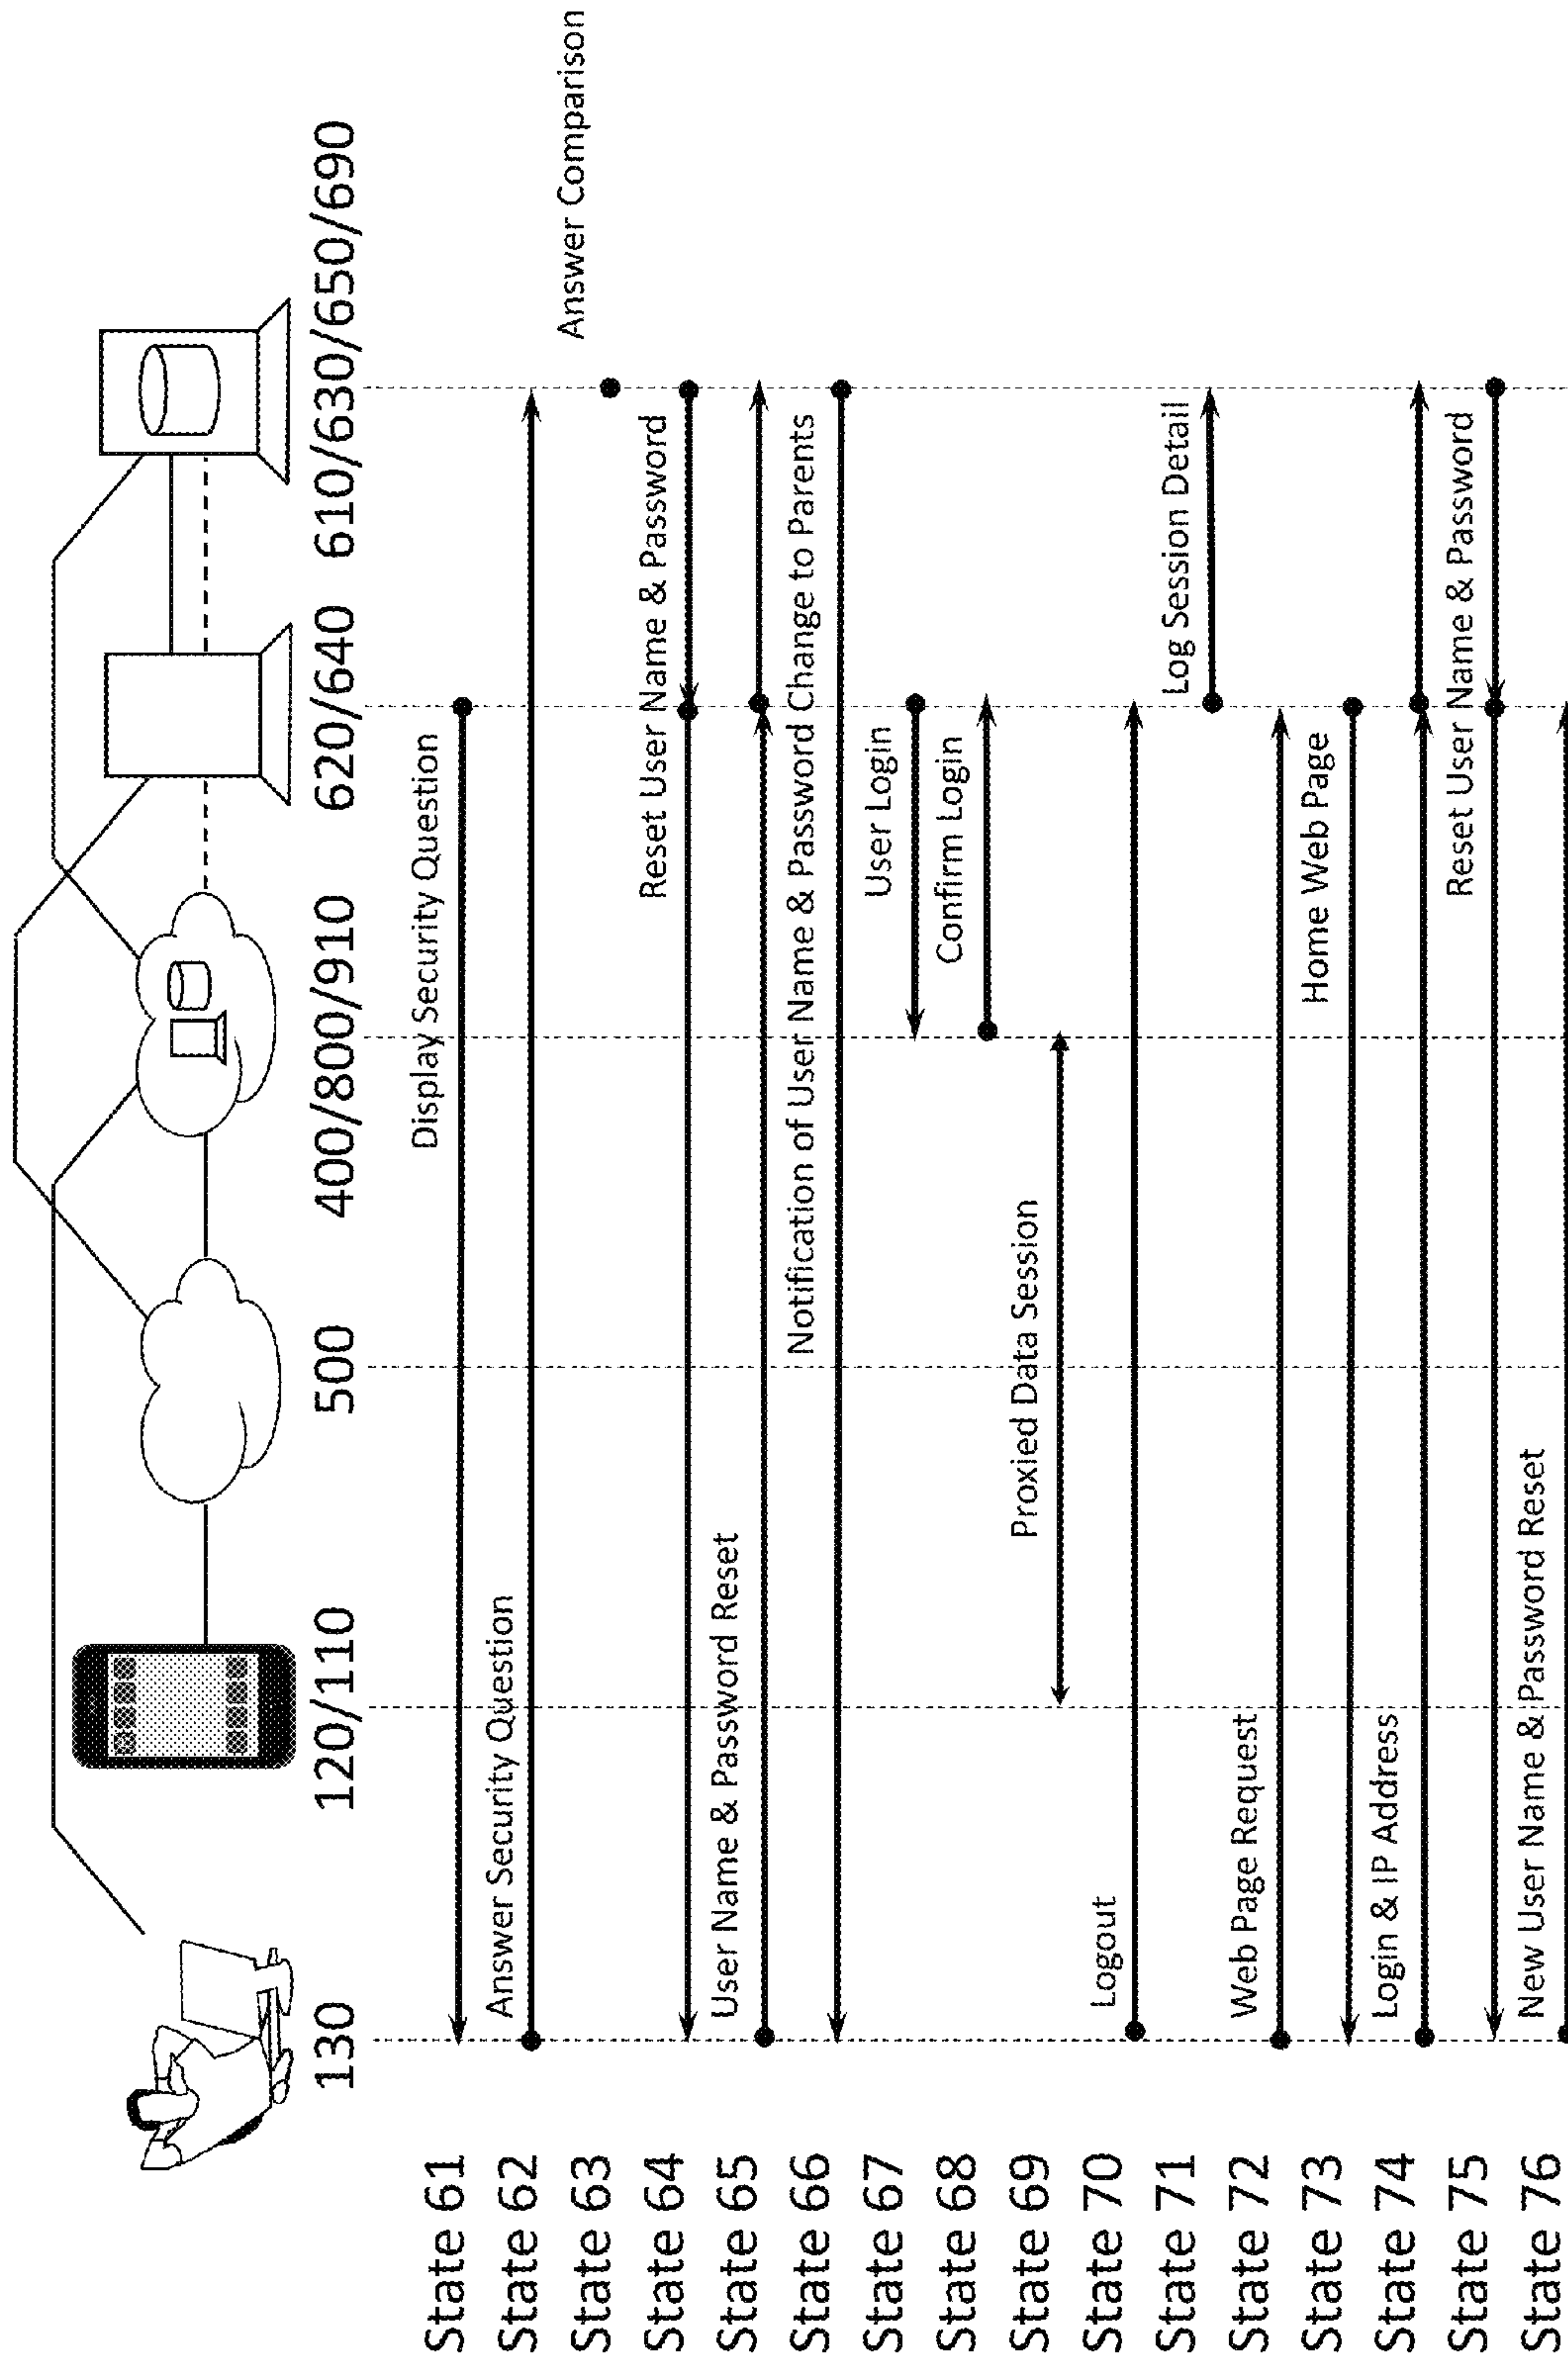 130
120/110
500
400/800/910
620/640
610/630/650/690
State 61
Display Security Question
State 62
Answer Security Question
State 63
Answer Comparison
State 64
Reset User Name & Password
State 65
User Name & Password Reset
State 66
Notification of User Name & Password Change to Parents
State 67
User Login
State 68
Confirm Login
State 69
Proxied Data Session
State 70
Logout
State 71
Log Session Detail
State 72
Web Page Request
State 73
Home Web Page
State 74
Login & IP Address
State 75
Reset User Name & Password
State 76
New User Name & Password Reset